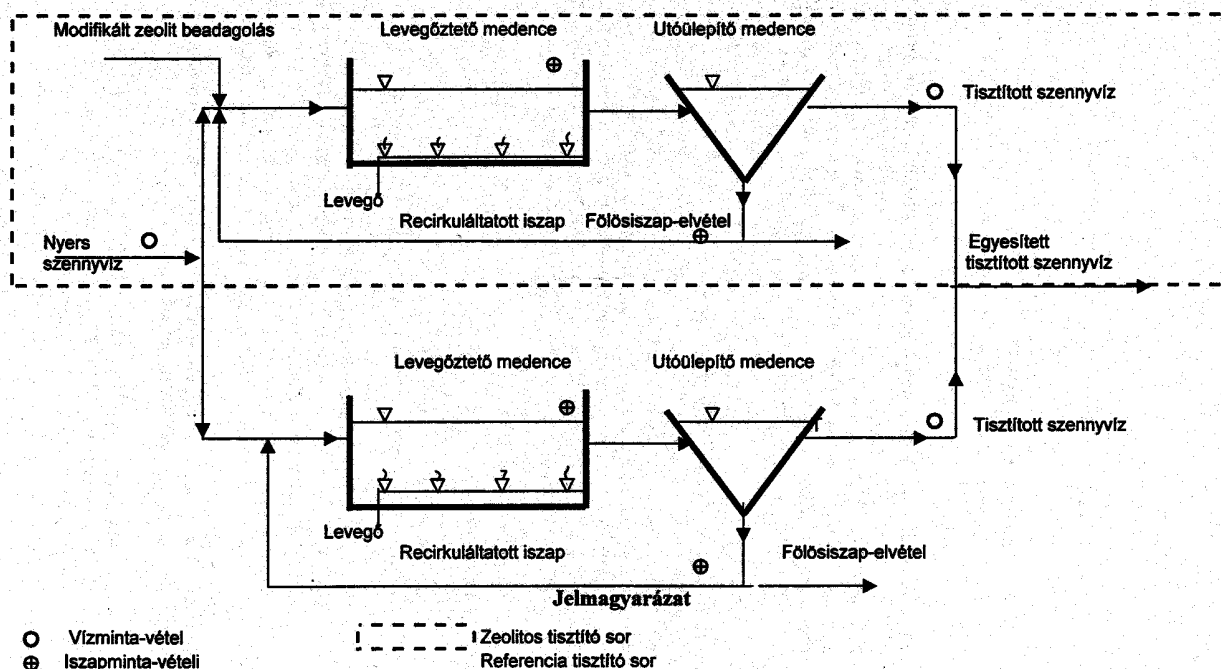 Modifikált zeolit beadagolás
Levegőztető medence
Utóülepítő medence
Tisztított szennyvíz
Levegő
Recirkuláltatott iszap
Fölösiszap-elvétel
Nyers
szennyvíz
Egyesített
tisztított szennyvíz
Levegőztető medence
Utóülepítő medence
Tisztított szennyvíz
Levegő
Recirkuláltatott iszap
Fölösiszap-elvétel
Jelmagyarázat
Vízminta-vétel
Zeolitos tisztító sor
Iszapminta-vételi
Referencia tisztító sor